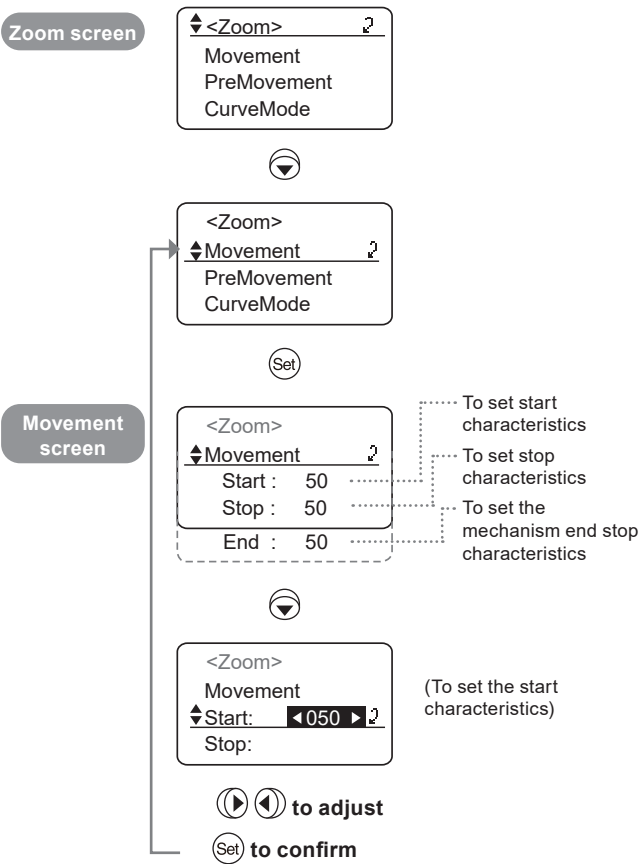 Zoom screen
<Zoom>
Movement
PreMovement
CurveMode
<Zoom>
Movement
PreMovement
CurveMode
Set
Movement
screen
<Zoom>
Movement
Start : 50
Stop : 50
End : 50
To set start
characteristics
To set stop
characteristics
To set the
mechanism end stop
characteristics
<Zoom>
Movement
Start: ◀050 ▶
Stop:
(To set the start
characteristics)
to adjust
Set to confirm